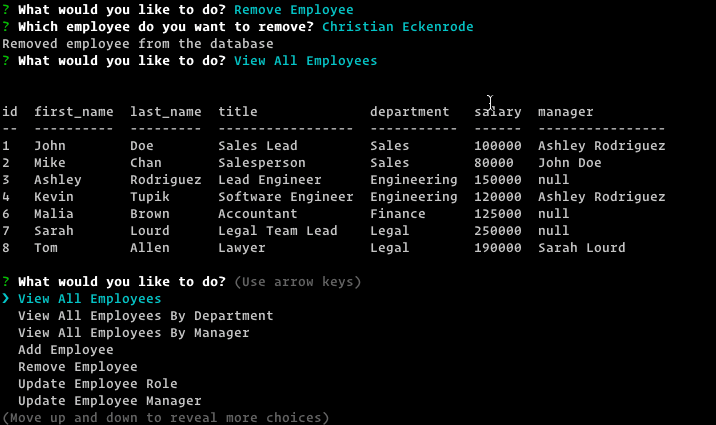 ? What would you like to do? Remove Employee
? Which employee do you want to remove? Christian Eckenrode
Removed employee from the database
? What would you like to do? View All Employees
id  first_name  last_name  title              department   salary  manager
--  ----------  ---------  -----------------  -----------  ------  ----------------
1   John        Doe        Sales Lead         Sales        100000  Ashley Rodriguez
2   Mike        Chan       Salesperson        Sales        80000   John Doe
3   Ashley      Rodriguez  Lead Engineer      Engineering  150000  null
4   Kevin       Tupik      Software Engineer  Engineering  120000  Ashley Rodriguez
6   Malia       Brown      Accountant         Finance      125000  null
7   Sarah       Lourd      Legal Team Lead    Legal        250000  null
8   Tom         Allen      Lawyer             Legal        190000  Sarah Lourd
? What would you like to do? (Use arrow keys)
❯ View All Employees
  View All Employees By Department
  View All Employees By Manager
  Add Employee
  Remove Employee
  Update Employee Role
  Update Employee Manager
(Move up and down to reveal more choices)